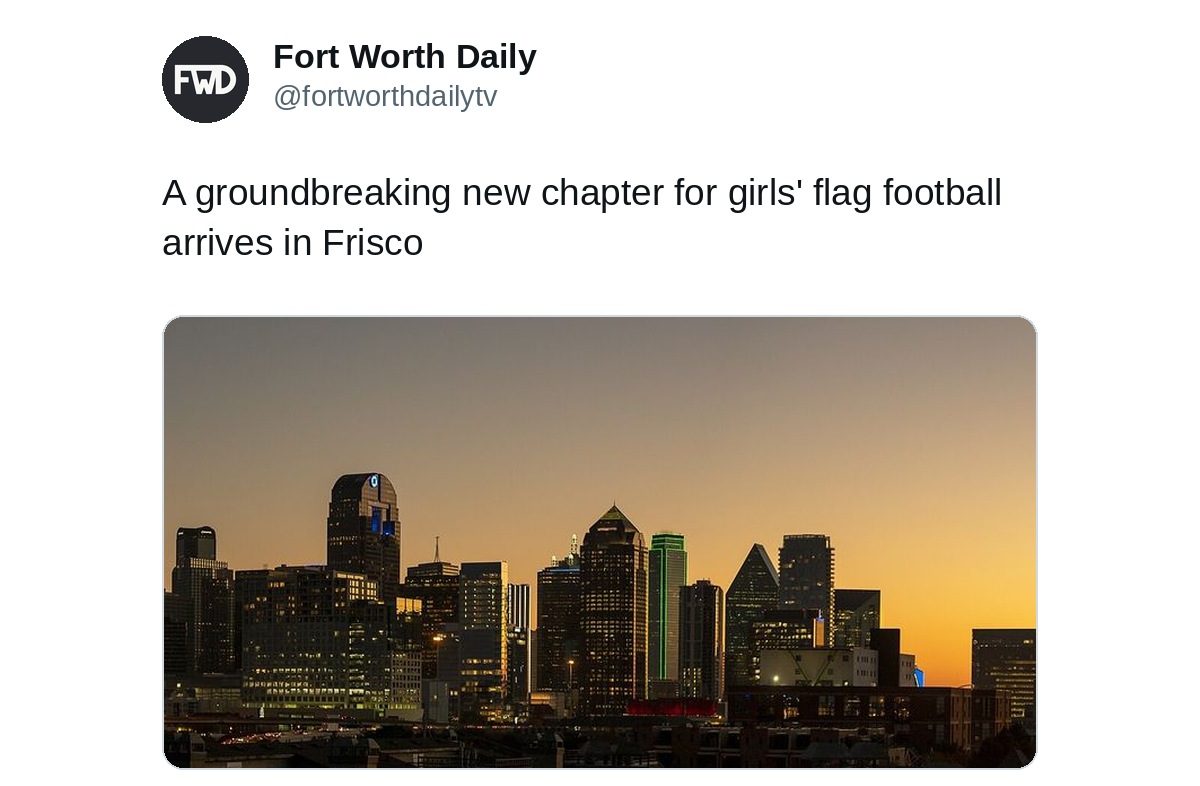 FWD
Fort Worth Daily
@fortworthdailytv
A groundbreaking new chapter for girls' flag football
arrives in Frisco